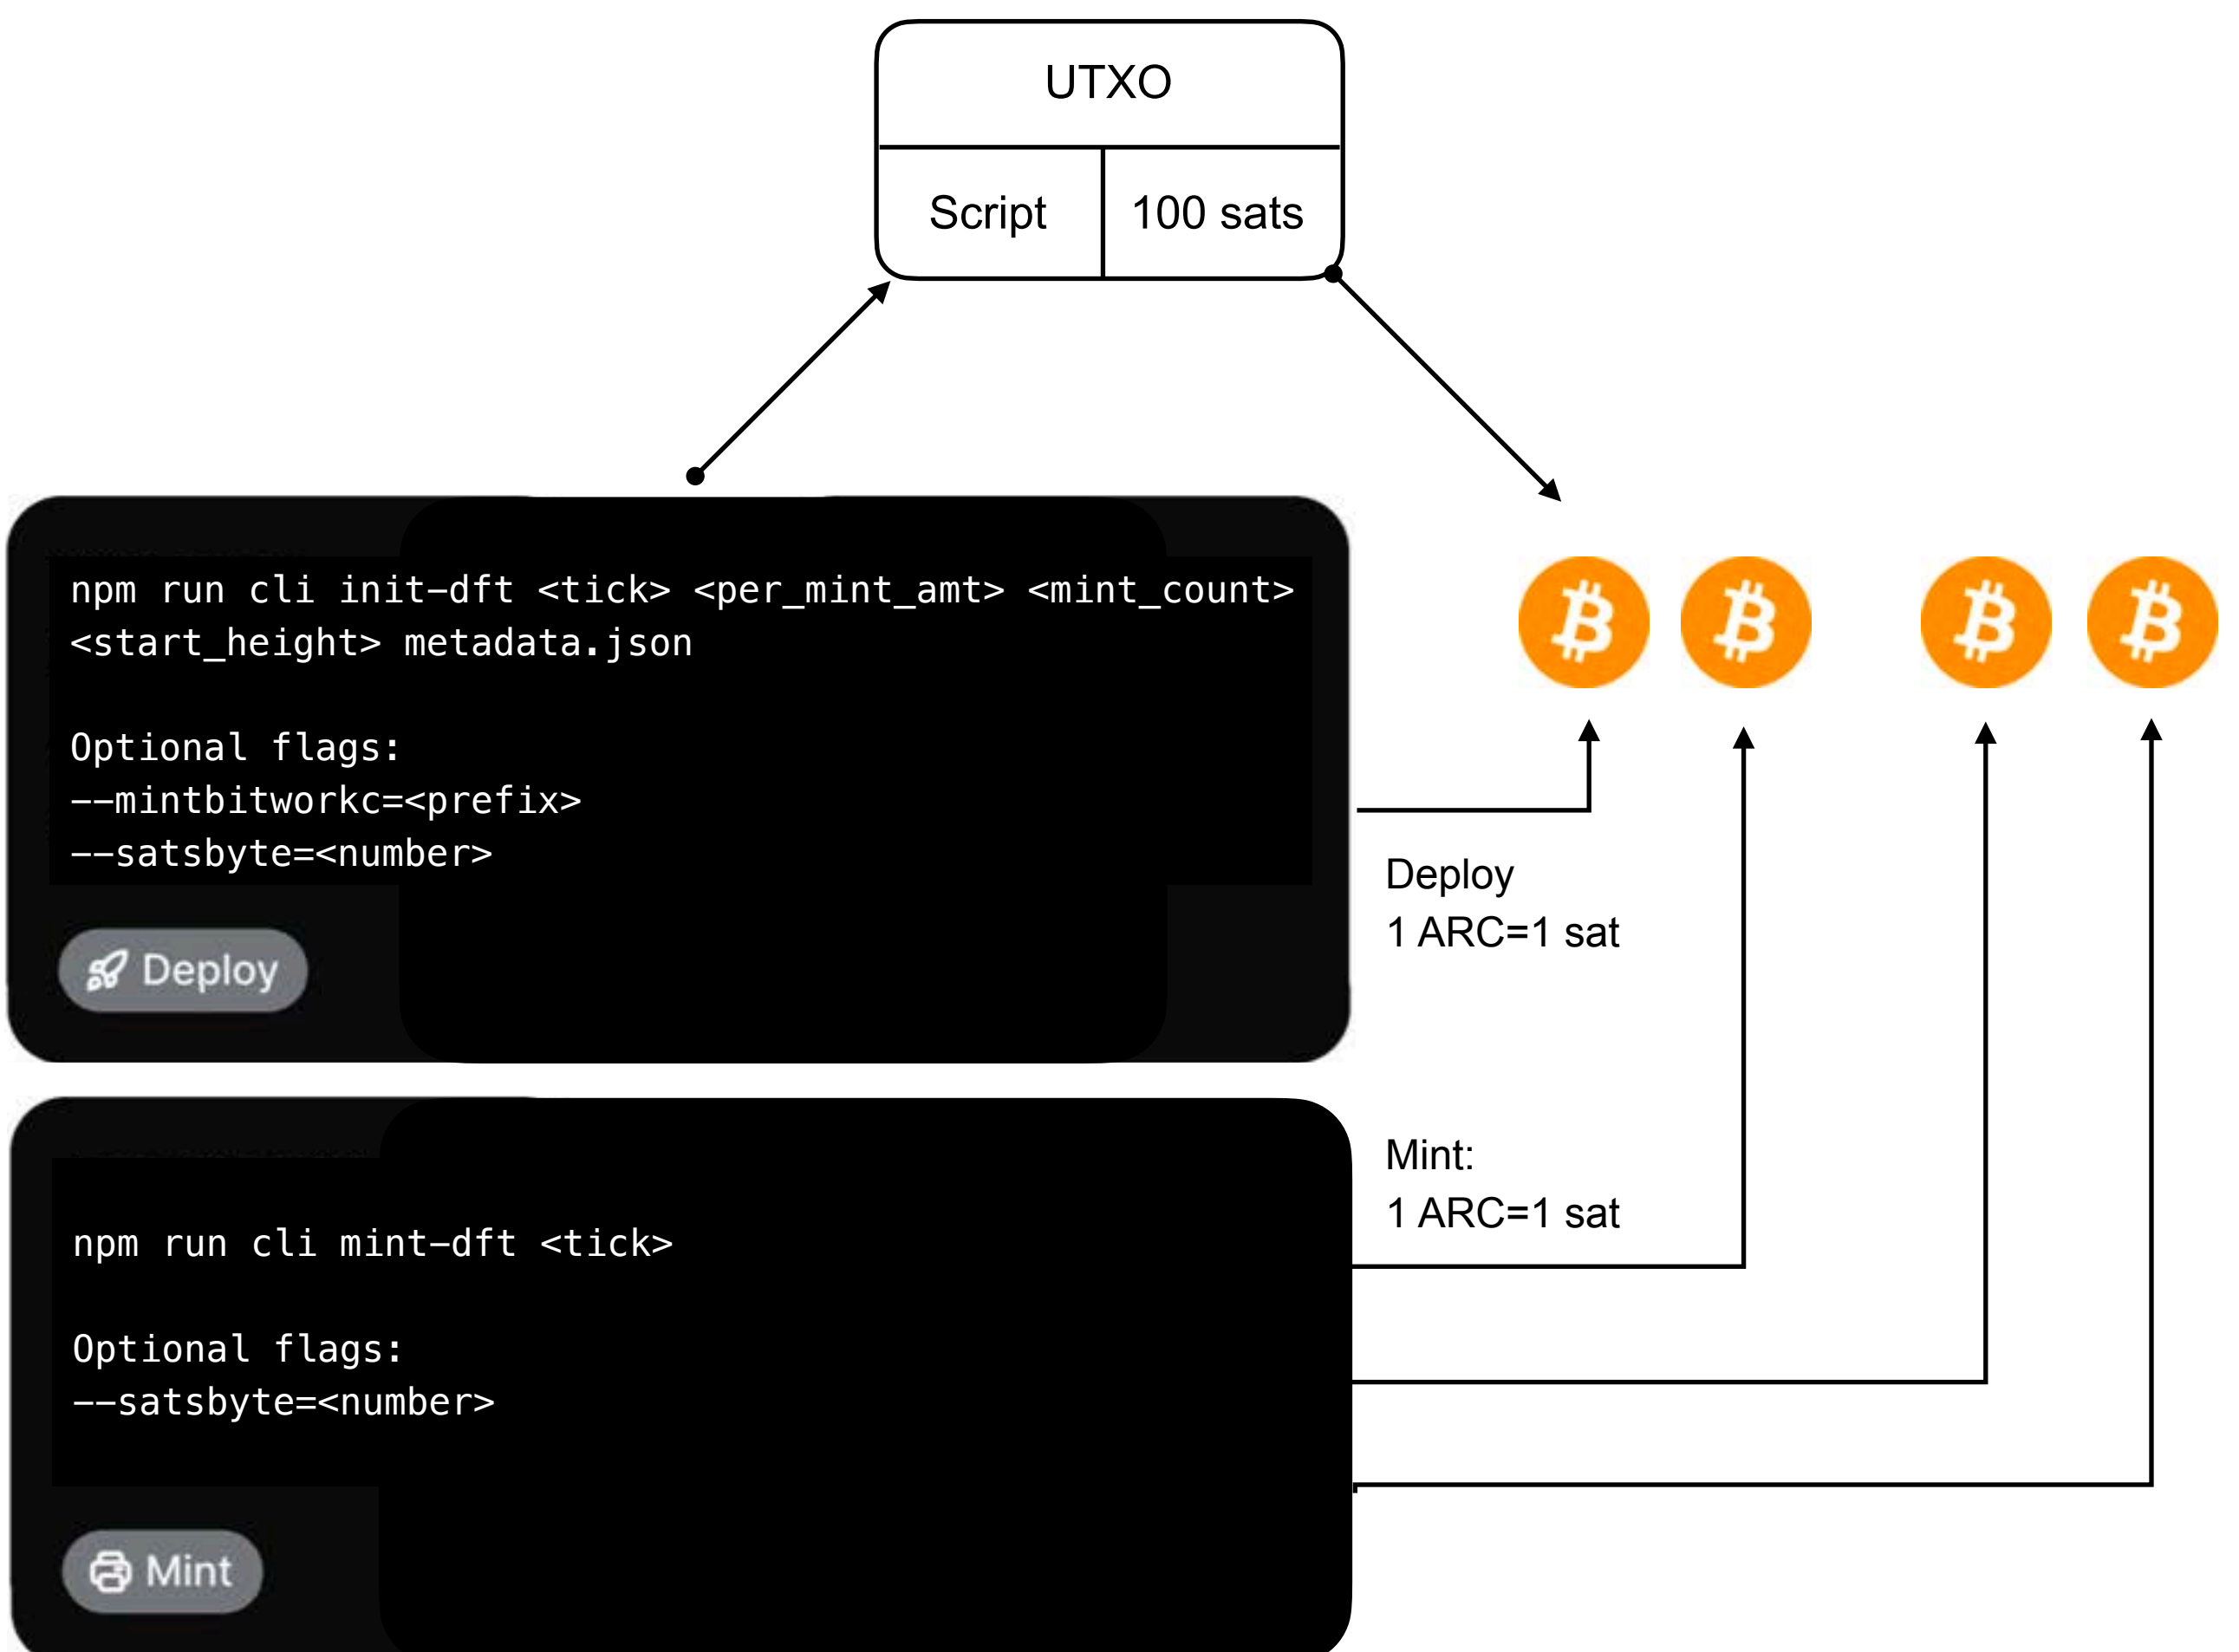 UTXO
Script
100 sats
npm run cli init-dft <tick> <per_mint_amt> <mint_count>
<start_height> metadata.json
Optional flags:
--mintbitworkc=<prefix>
--satsbyte=<number>
Deploy
Deploy
1 ARC=1 sat
npm run cli mint-dft <tick>
Optional flags:
--satsbyte=<number>
Mint
Mint:
1 ARC=1 sat